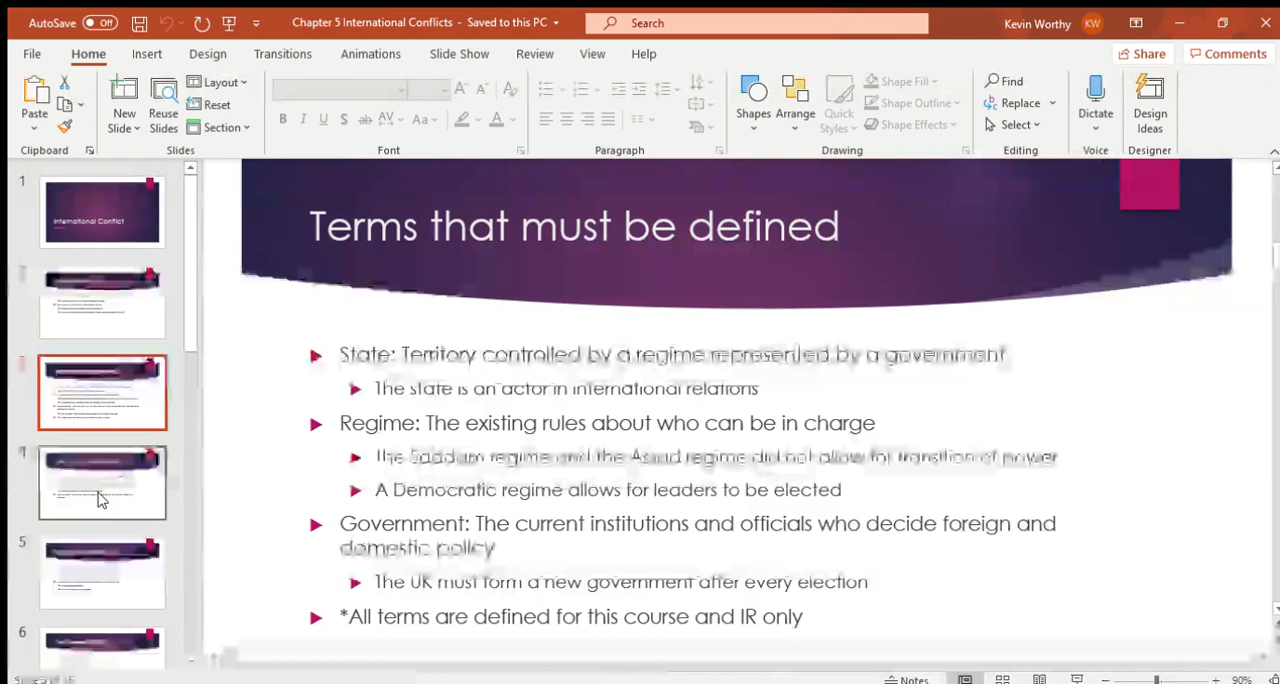 AutoSave Off Chapter 5 International Conflicts - Saved to this PC Search Kevin Worthy KW
File Home Insert Design Transitions Animations Slide Show Review View Help Share Comments
Paste New Slide Reuse Slides Layout Reset Section
B I U S ab AV Aa A
Shapes Arrange Quick Styles Shape Fill Shape Outline Shape Effects
Find Replace Select Dictate Design Ideas
Clipboard Slides Font Paragraph Drawing Editing Voice Designer
1
International Conflict
5
6
Terms that must be defined
State: Territory controlled by a regime represented by a government
The state is an actor in international relations
Regime: The existing rules about who can be in charge
The Saddam regime and the Assad regime did not allow for transition of power
A Democratic regime allows for leaders to be elected
Government: The current institutions and officials who decide foreign and
domestic policy
The UK must form a new government after every election
*All terms are defined for this course and IR only
Notes 90%